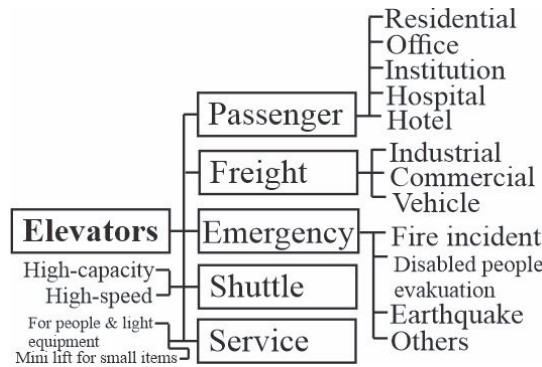 Elevators
Passenger
Residential
Office
Institution
Hospital
Hotel
Freight
Industrial
Commercial
Vehicle
Emergency
Fire incident
Disabled people
evakuation
Earthquake
Others
Shuttle
High-capacity
High-speed
Service
For people & light
equipment
Mini lift for small items